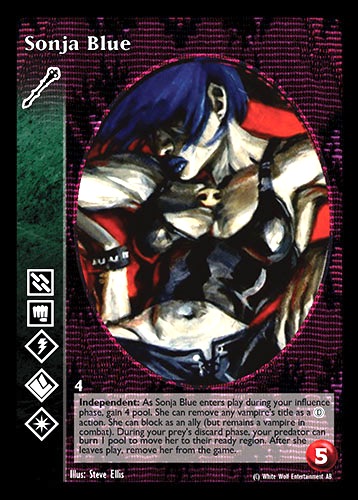 Sonja Blue
4
Independent: As Sonja Blue enters play during your influence
phase, gain 4 pool. She can remove any vampire's title as a Ⓓ
action. She can block as an ally (but remains a vampire in
combat). During your prey's discard phase, your predator can
burn 1 pool to move her to their ready region. After she
leaves play, remove her from the game.
5
Illus: Steve Ellis
(C) White Wolf Entertainment AB